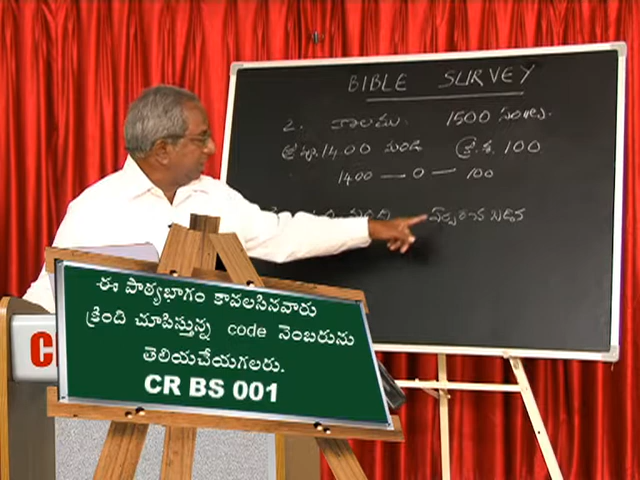 BIBLE SURVEY
2. కాలము. 1500 సం॥లు.
క్రీ.పూ. 1400 నుండి క్రీ.శ. 100
1400 — 0 — 100
ఈ పాఠ్యభాగం కావలసినవారు
క్రింది చూపిస్తున్న code నెంబరును
తెలియచేయగలరు.
CR BS 001
C